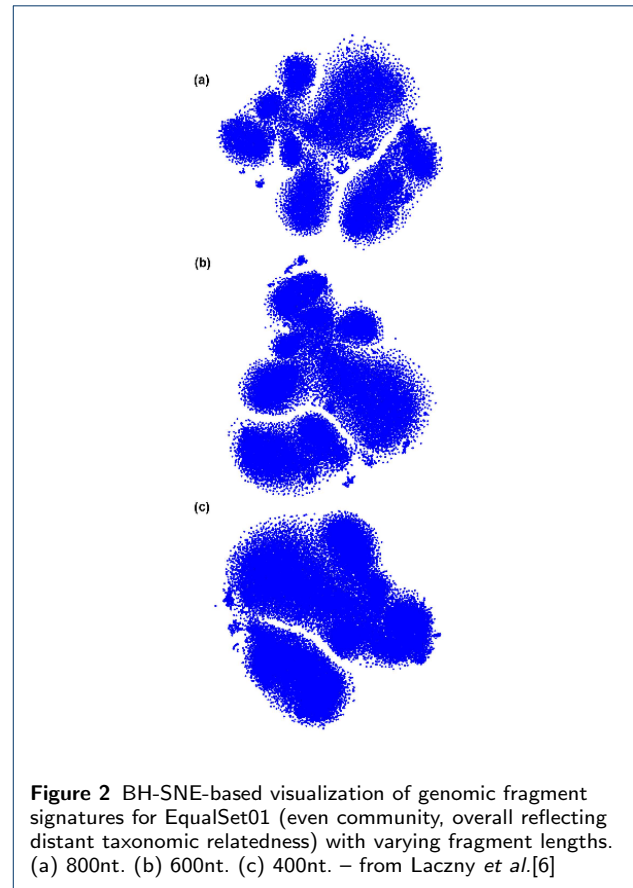 (a)
(b)
(c)
Figure 2 BH-SNE-based visualization of genomic fragment
signatures for EqualSet01 (even community, overall reflecting
distant taxonomic relatedness) with varying fragment lengths.
(a) 800nt. (b) 600nt. (c) 400nt. – from Laczny et al.[6]